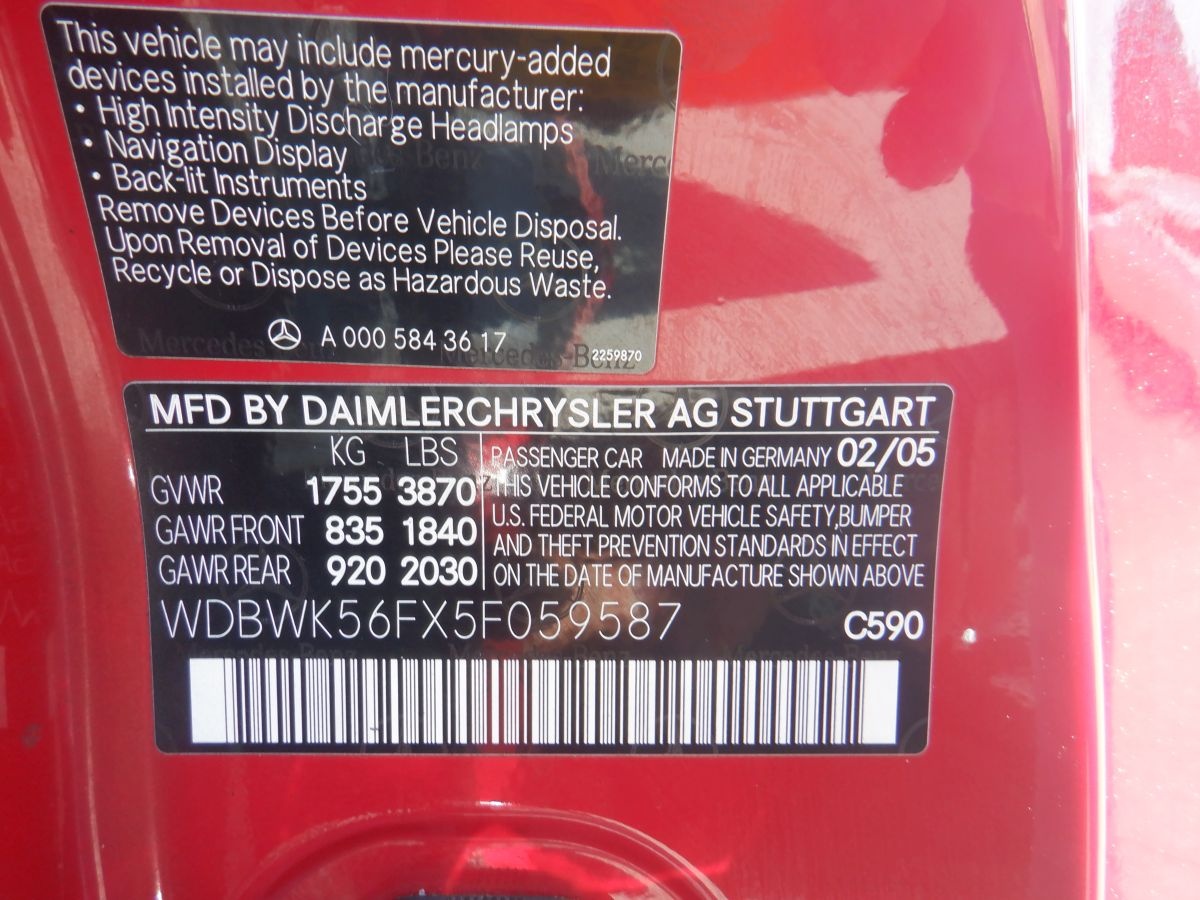 This vehicle may include mercury-added
devices installed by the manufacturer:
• High Intensity Discharge Headlamps
• Navigation Display
• Back-lit Instruments
Remove Devices Before Vehicle Disposal.
Upon Removal of Devices Please Reuse,
Recycle or Dispose as Hazardous Waste.
A 000 584 36 17
2259870
MFD BY DAIMLERCHRYSLER AG STUTTGART
KG LBS
GVWR 1755 3870
GAWR FRONT 835 1840
GAWR REAR 920 2030
PASSENGER CAR MADE IN GERMANY 02/05
THIS VEHICLE CONFORMS TO ALL APPLICABLE
U.S. FEDERAL MOTOR VEHICLE SAFETY,BUMPER
AND THEFT PREVENTION STANDARDS IN EFFECT
ON THE DATE OF MANUFACTURE SHOWN ABOVE
WDBWK56FX5F059587 C590